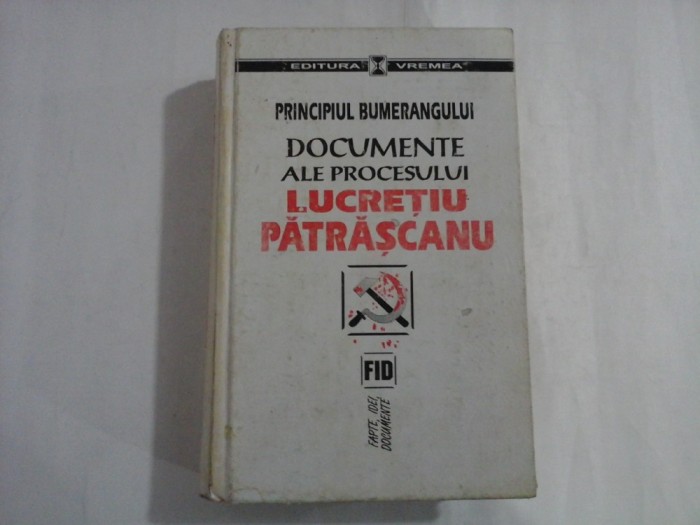 EDITURA VREMEA
PRINCIPIUL BUMERANGULUI
DOCUMENTE
ALE PROCESULUI
LUCREȚIU
PĂTRĂȘCANU
FID
FAPTE, IDEI,
DOCUMENTE